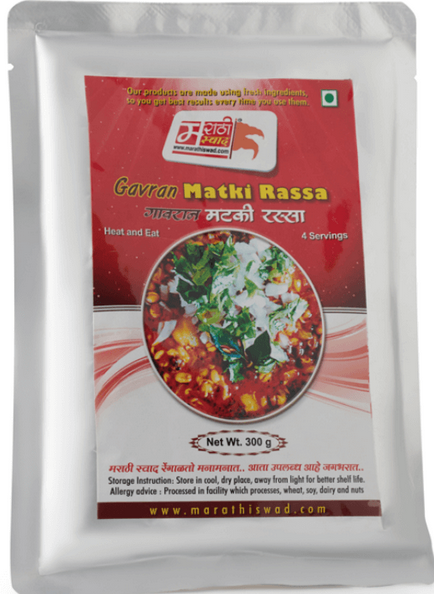 "Our products are made using fresh ingredients,
so you get best results every time you use them.
मराठी
स्वाद
www.marathiswad.com
Gavran Matki Rassa
गावरान मटकी रस्सा
Heat and Eat
4 Servings
Net Wt. 300 g
मराठी स्वाद रेंगाळतो मनामनात.. आता उपलब्ध आहे जगभरात..
Storage Instruction: Store in cool, dry place, away from light for better shelf life.
Allergy advice : Processed in facility which processes, wheat, soy, dairy and nuts
www.marathiswad.com